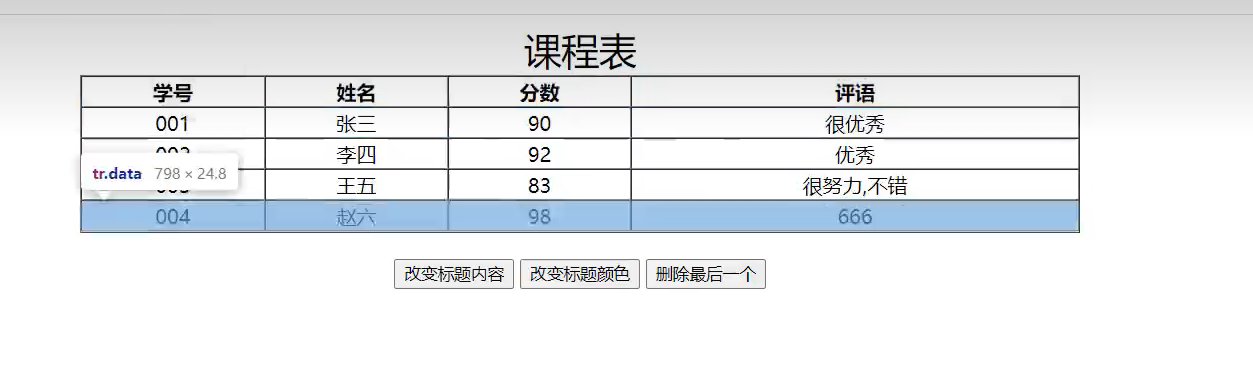 课程表
学号 姓名 分数 评语
001 张三 90 很优秀
李四 92 优秀
tr.data 798 × 24.8
王五 83 很努力,不错
004 赵六 98 666
改变标题内容 改变标题颜色 删除最后一个